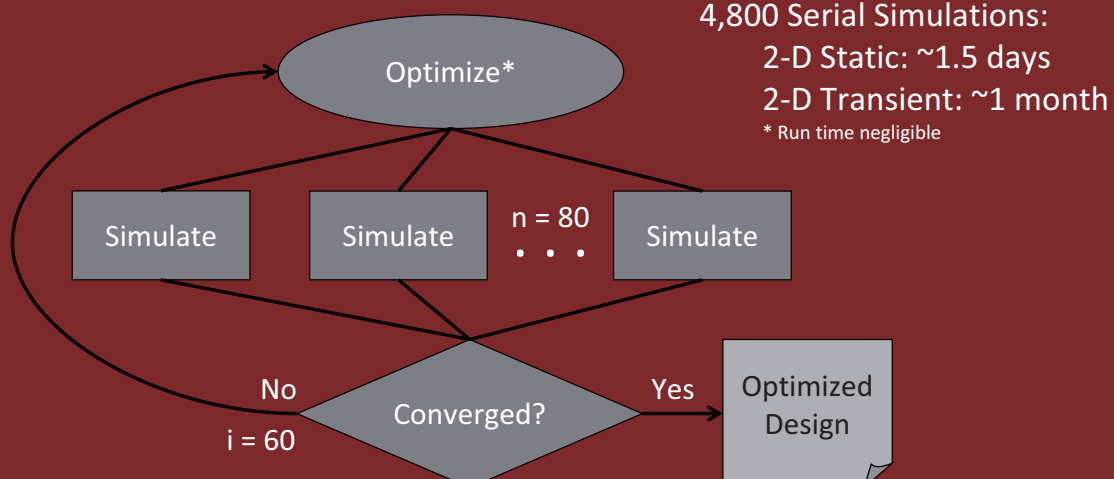 4,800 Serial Simulations:
2-D Static: ~1.5 days
2-D Transient: ~1 month
* Run time negligible
Optimize*
Simulate
Simulate
n = 80
. . .
Simulate
No
i = 60
Converged?
Yes
Optimized
Design